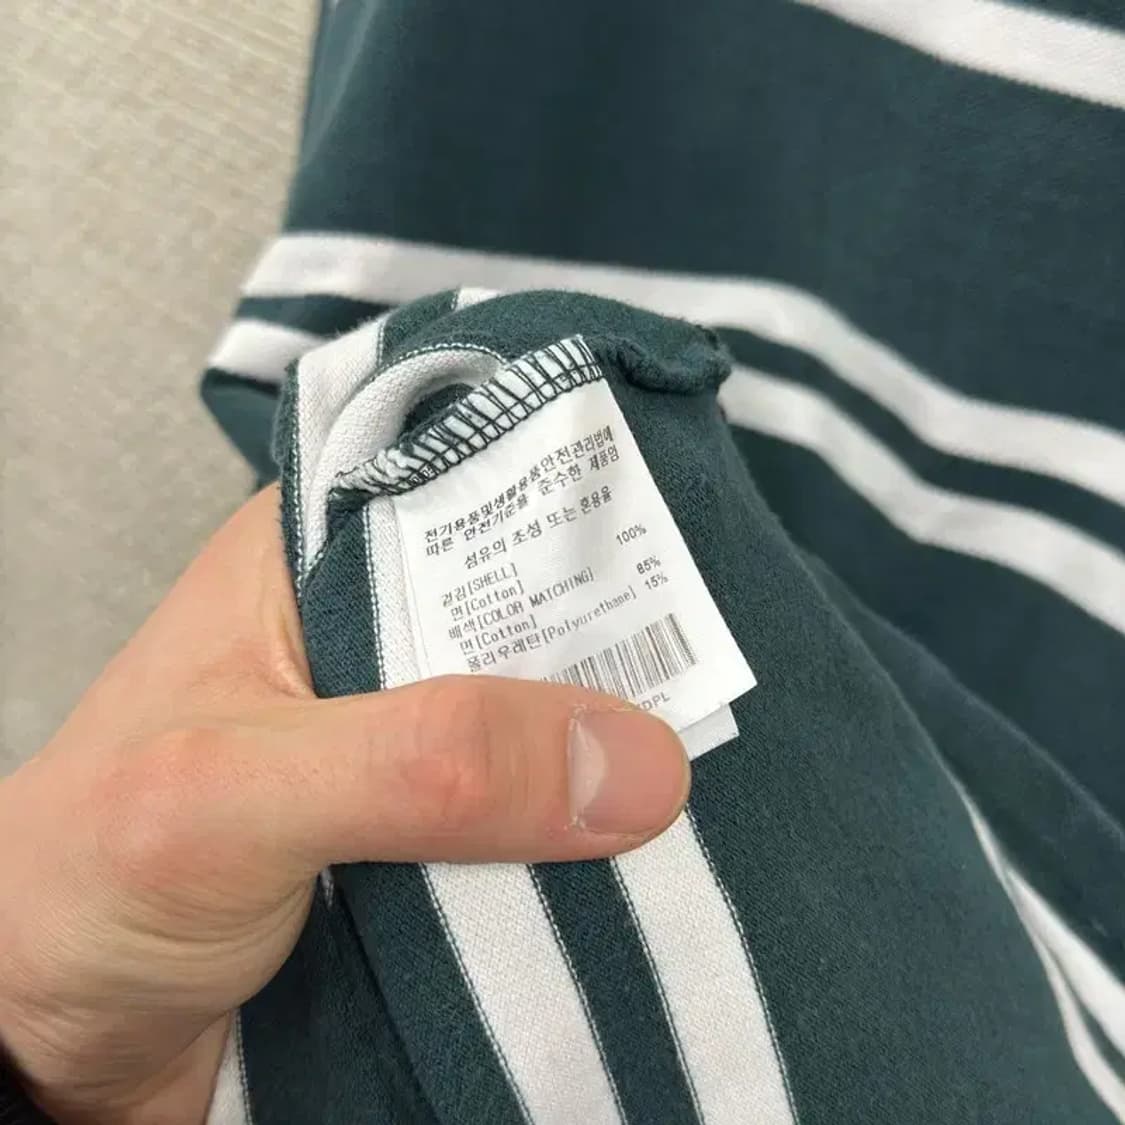 전기용품및생활용품안전관리법에
따른 안전기준을 준수한 제품임
섬유의 조성 또는 혼용율
겉감[SHELL]
면[Cotton] 100%
배색[COLOR MATCHING]
면[Cotton] 85%
폴리우레탄[Polyurethane] 15%